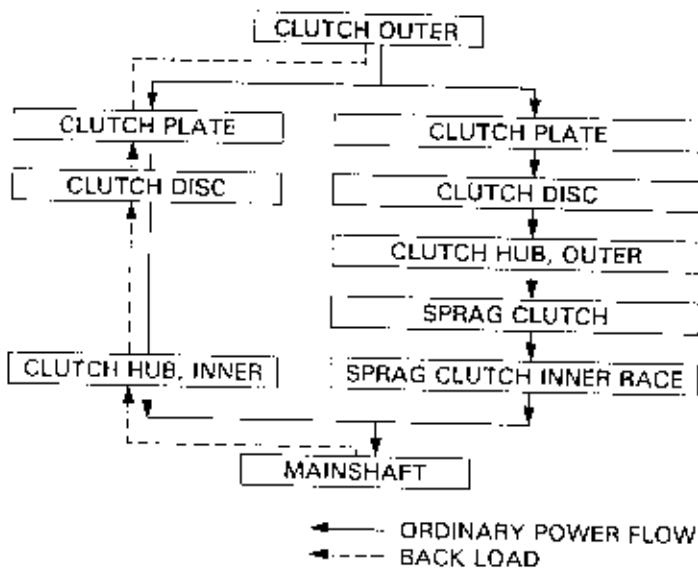 CLUTCH OUTER
CLUTCH PLATE
CLUTCH PLATE
CLUTCH DISC
CLUTCH DISC
CLUTCH HUB, OUTER
SPRAG CLUTCH
CLUTCH HUB, INNER
SPRAG CLUTCH INNER RACE
MAINSHAFT
ORDINARY POWER FLOW
BACK LOAD